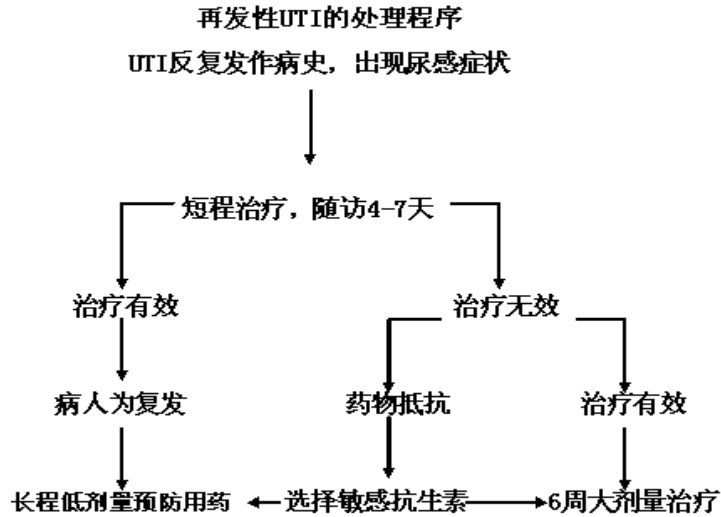 再发性UTI的处理程序
UTI反复发作病史，出现尿感症状
短程治疗，随访4-7天
治疗有效
治疗无效
病人为复发
药物抵抗
治疗有效
长程低剂量预防用药
选择敏感抗生素
6周大剂量治疗